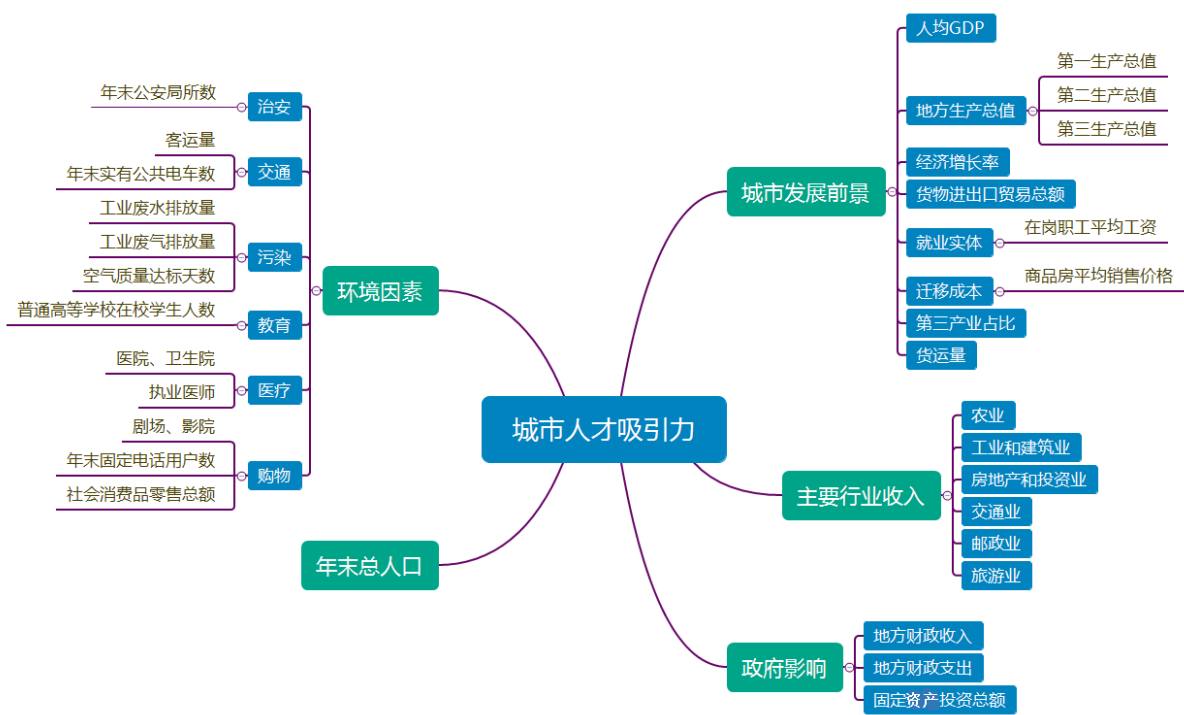 城市人才吸引力
城市发展前景
人均GDP
地方生产总值
第一生产总值
第二生产总值
第三生产总值
经济增长率
货物进出口贸易总额
就业实体
在岗职工平均工资
迁移成本
商品房平均销售价格
第三产业占比
货运量
主要行业收入
农业
工业和建筑业
房地产和投资业
交通业
邮政业
旅游业
政府影响
地方财政收入
地方财政支出
固定资产投资总额
年末总人口
环境因素
治安
年末公安局所数
交通
客运量
年末实有公共电车数
污染
工业废水排放量
工业废气排放量
空气质量达标天数
教育
普通高等学校在校学生人数
医疗
医院、卫生院
执业医师
购物
剧场、影院
年末固定电话用户数
社会消费品零售总额